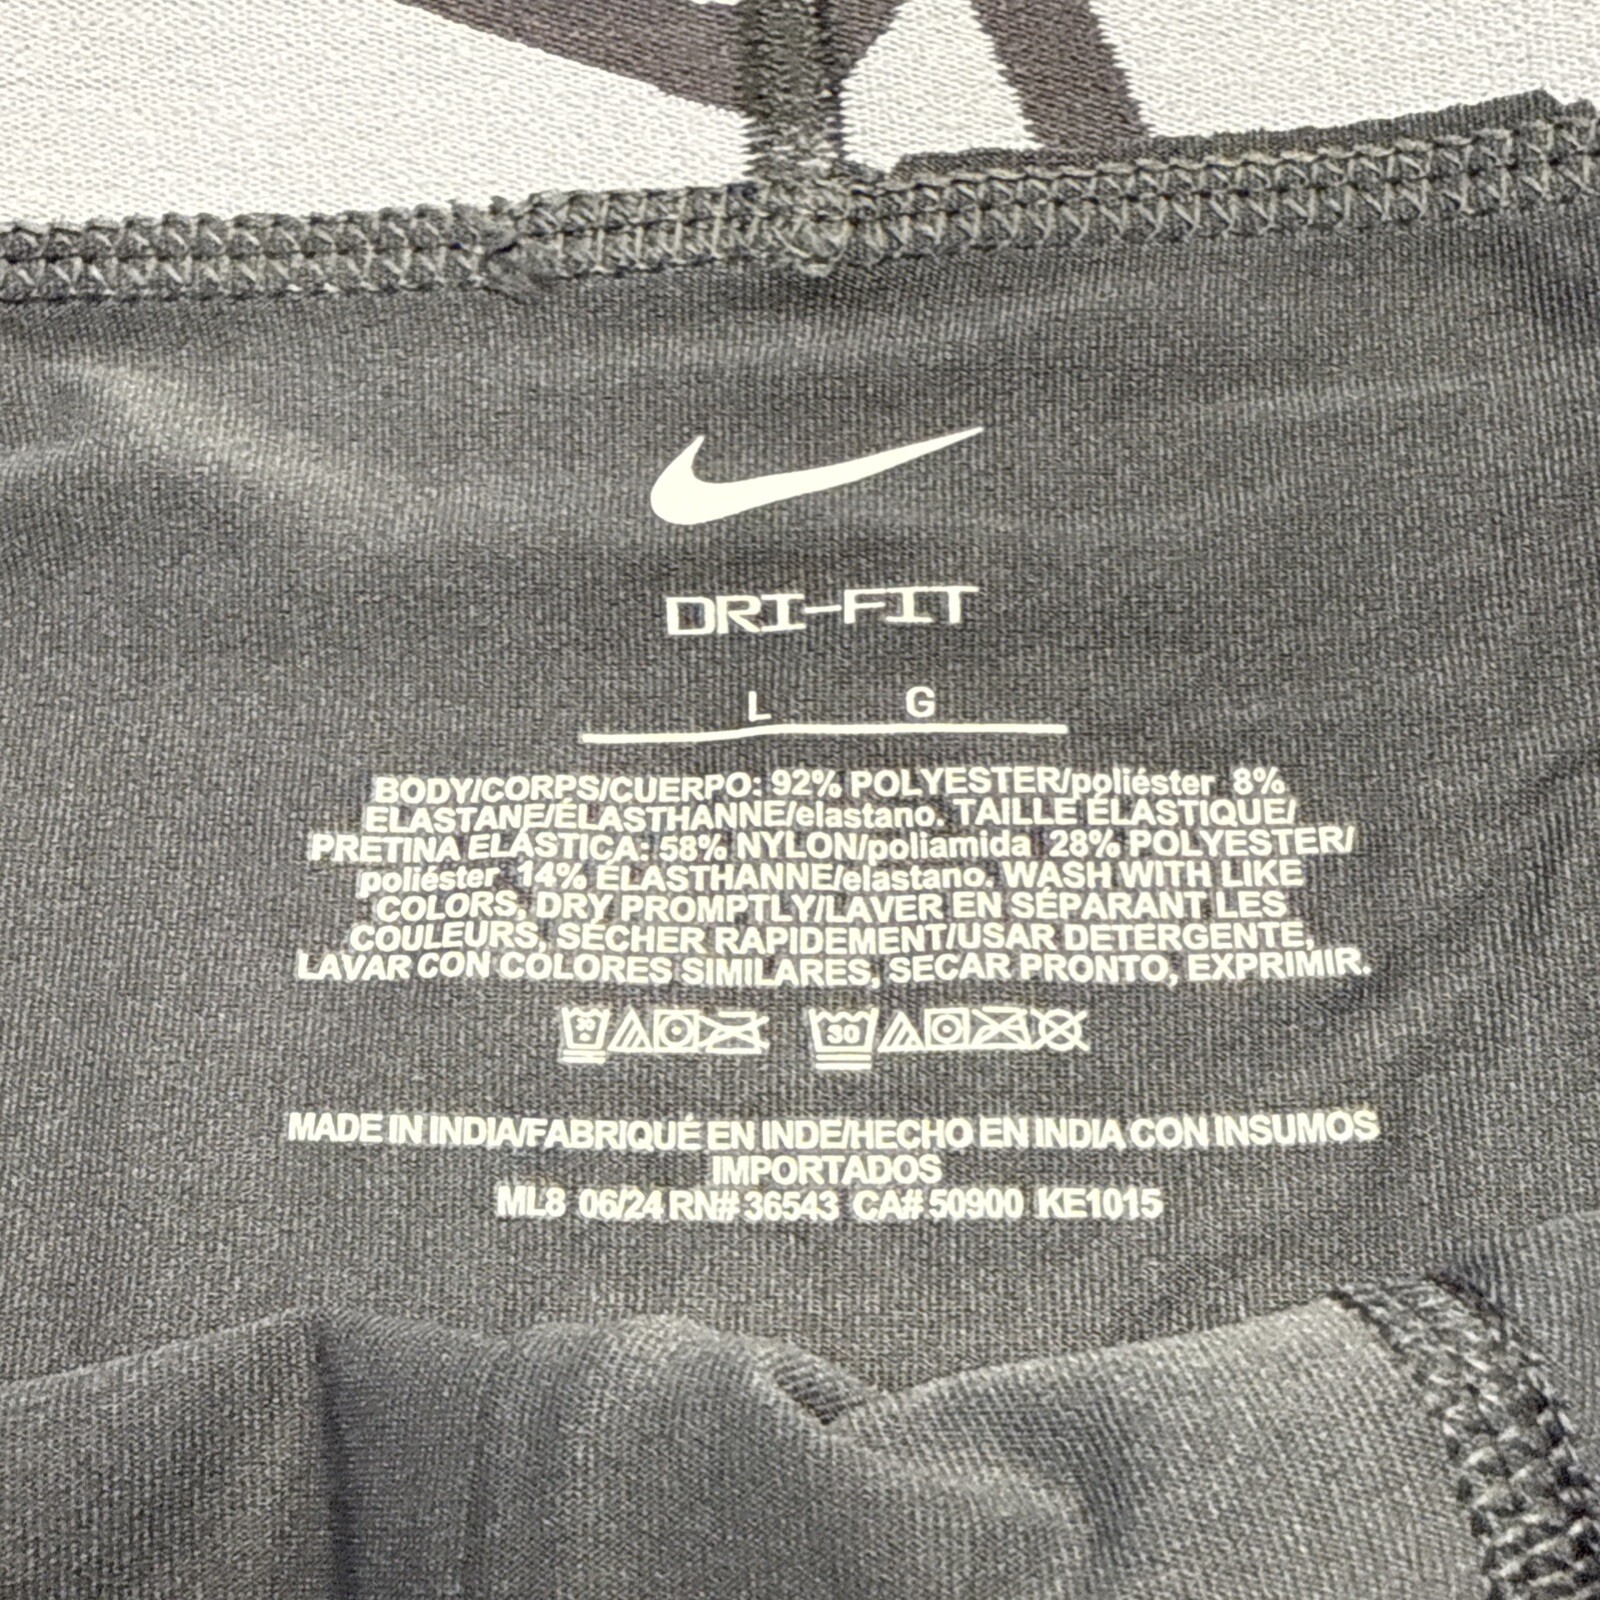 DRI-FIT
L G
BODY/CORPS/CUERPO: 92% POLYESTER/poliéster 8%
ELASTANE/ÉLASTHANNE/elastano. TAILLE ÉLASTIQUE/
PRETINA ELÁSTICA: 58% NYLON/poliamida 28% POLYESTER/
poliéster 14% ÉLASTHANNE/elastano. WASH WITH LIKE
COLORS, DRY PROMPTLY/LAVER EN SÉPARANT LES
COULEURS, SÉCHER RAPIDEMENT/USAR DETERGENTE,
LAVAR CON COLORES SIMILARES, SECAR PRONTO, EXPRIMIR.
30 30
MADE IN INDIA/FABRIQUÉ EN INDE/HECHO EN INDIA CON INSUMOS
IMPORTADOS
ML8 06/24 RN# 36543 CA# 50900 KE1015